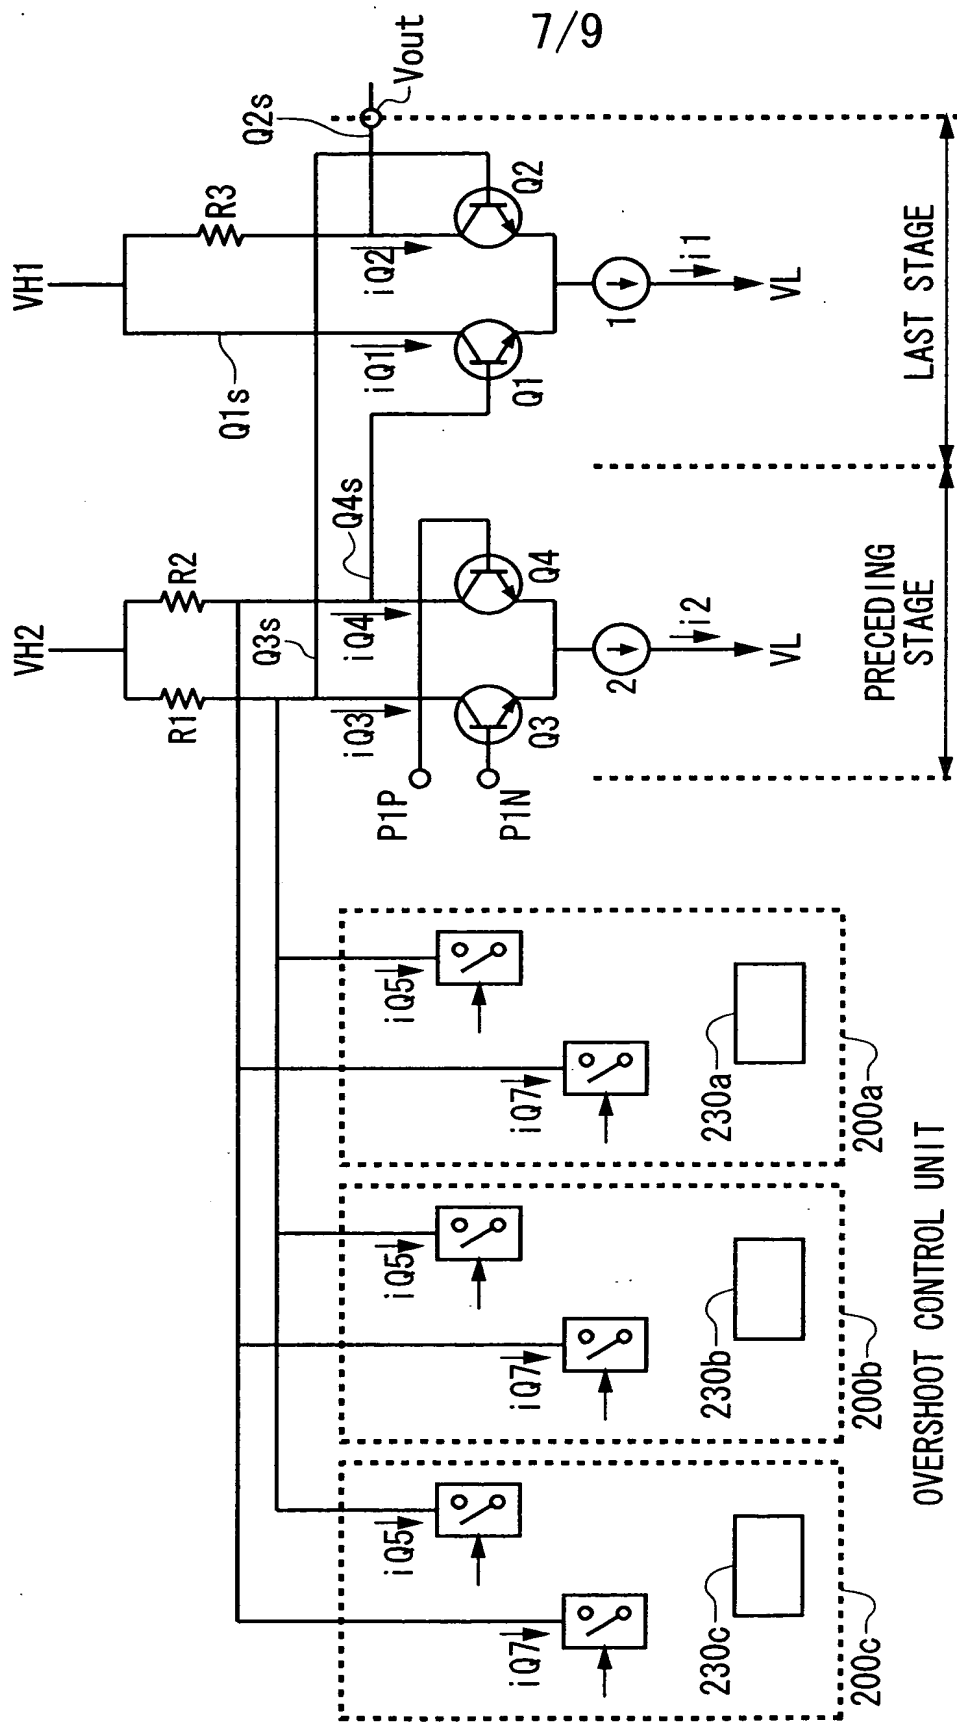 7/9
VH2
VH1
R1
R2
R3
Q3s
Q4s
Q1s
Q2s
Vout
iQ3
iQ4
iQ1
iQ2
P1P
P1N
Q3
Q4
Q1
Q2
2
i2
1
i1
VL
VL
PRECEDING
STAGE
LAST STAGE
iQ5
iQ5
iQ5
iQ7
iQ7
iQ7
230c
230b
230a
200c
200b
200a
OVERSHOOT CONTROL UNIT